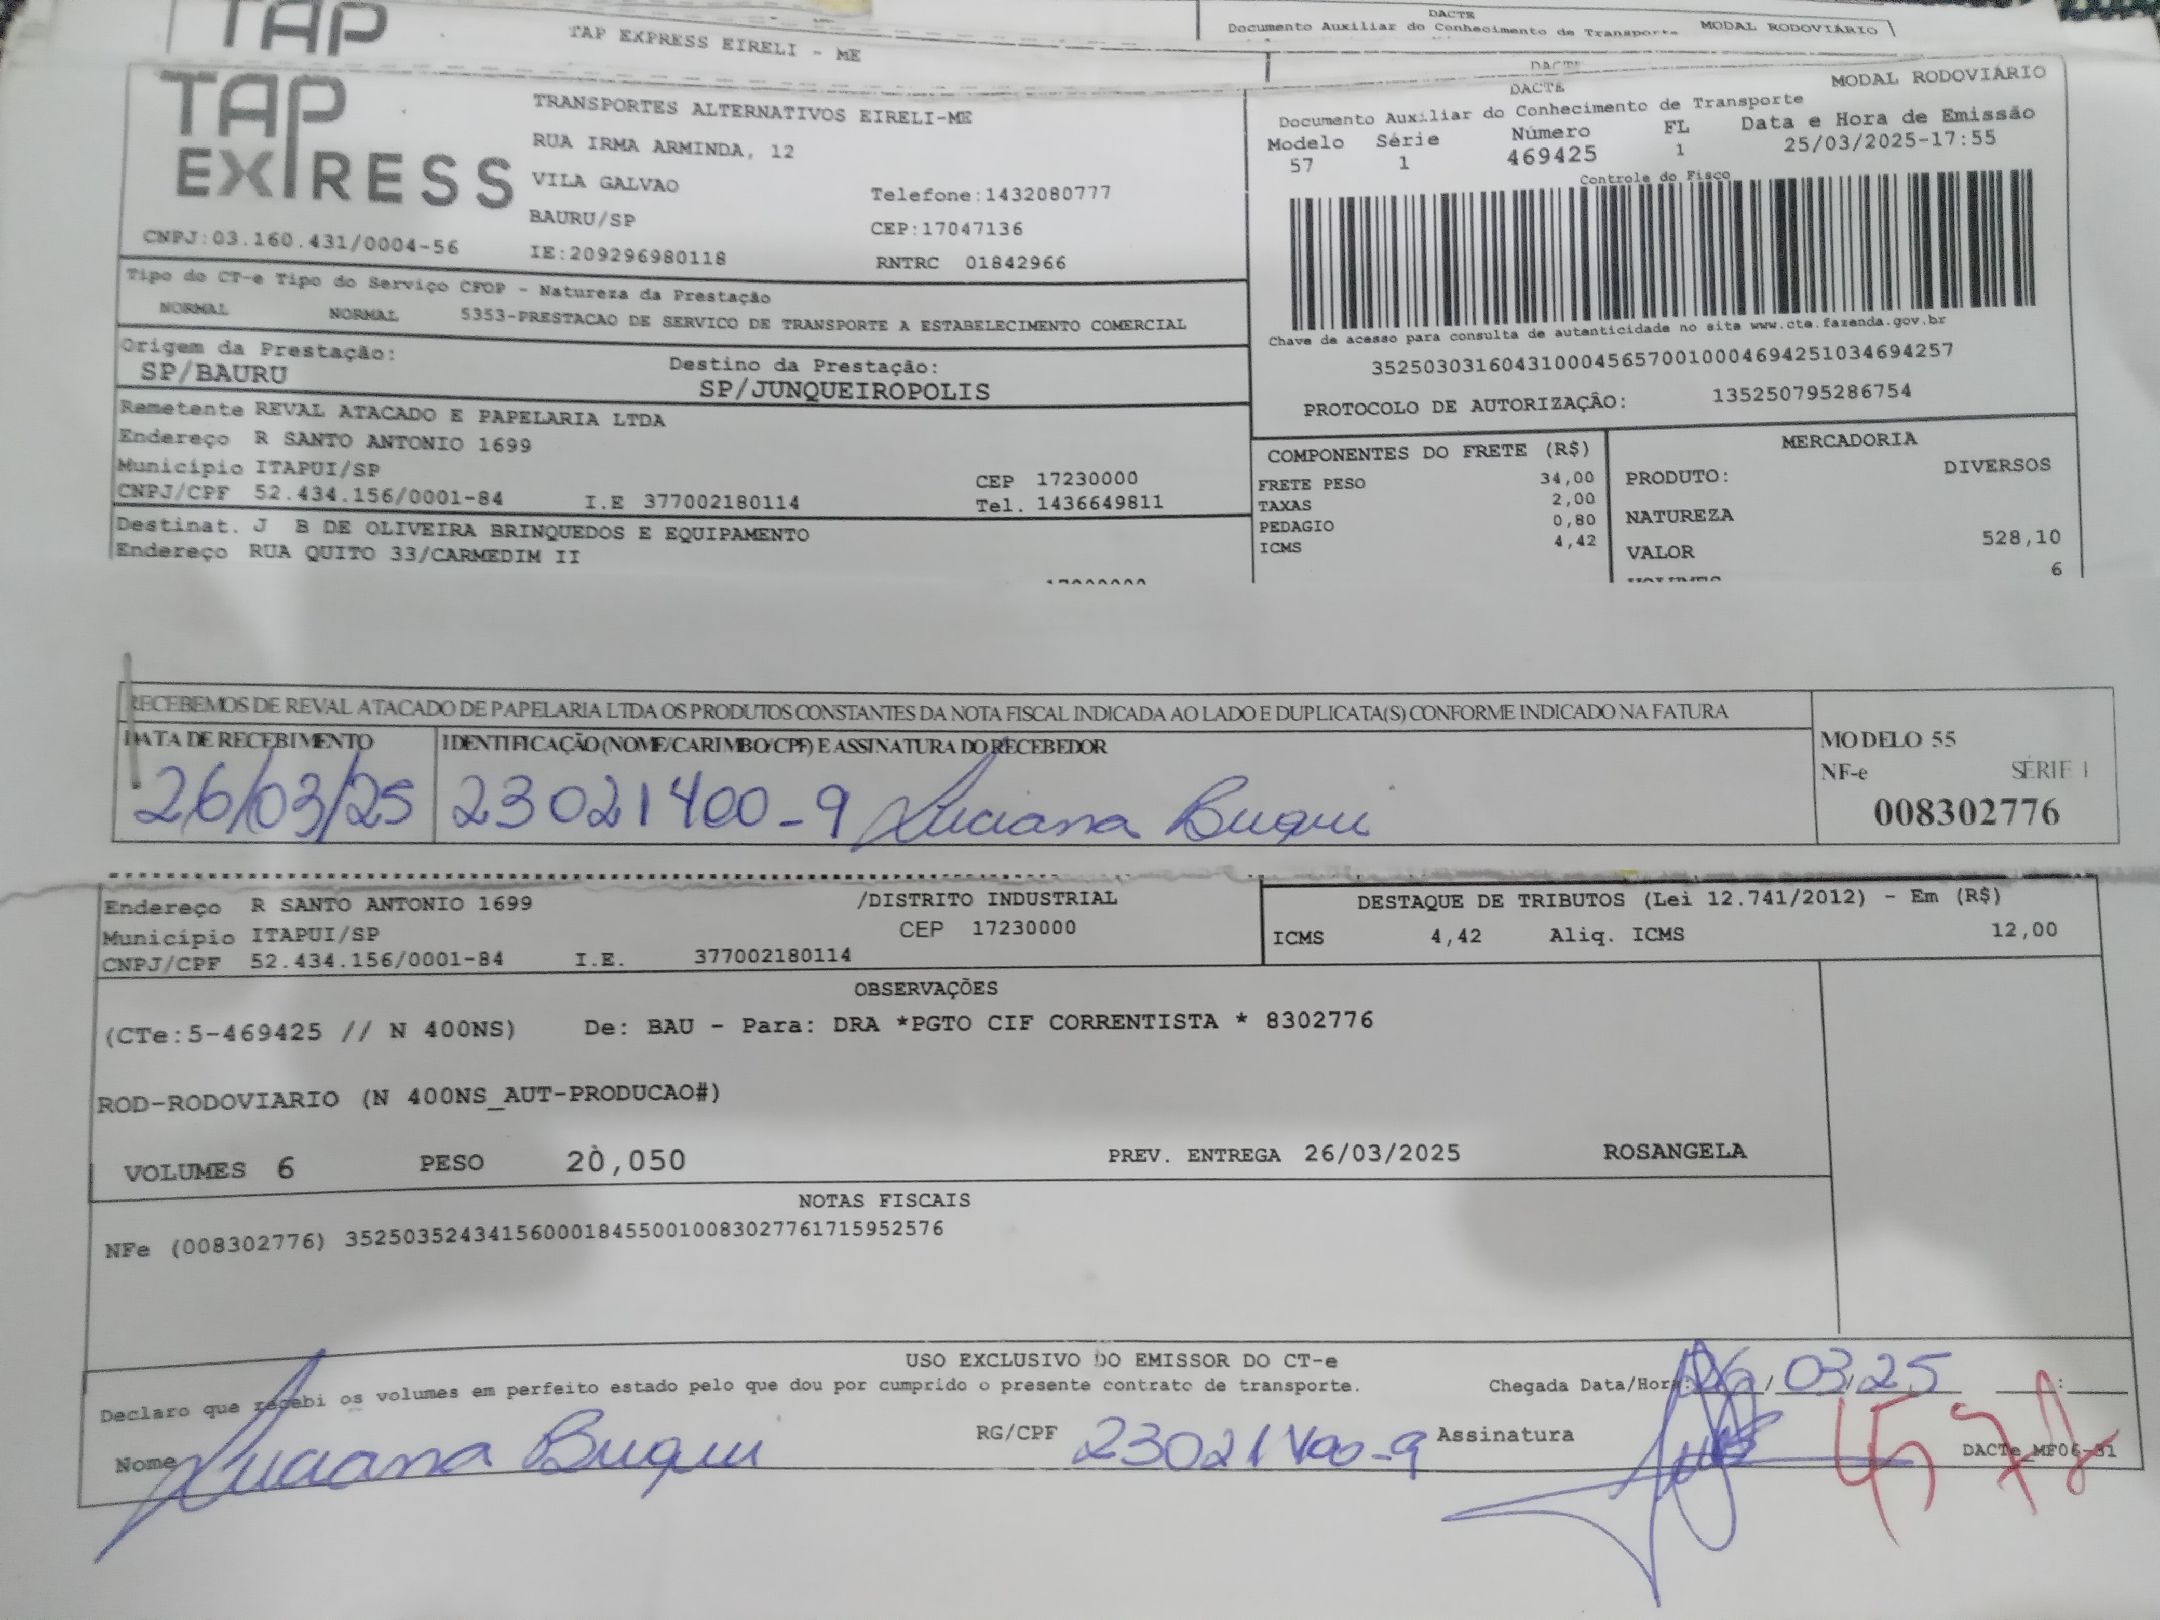 TAP
TAP EXPRESS EIRELI - ME
DACTE
Documento Auxiliar do Conhecimento de Transporte MODAL RODOVIÁRIO
DACTE
TAP EXPRESS
TRANSPORTES ALTERNATIVOS EIRELI-ME
RUA IRMA ARMINDA, 12
VILA GALVAO Telefone:1432080777
BAURU/SP CEP:17047136
CNPJ:03.160.431/0004-56 IE:209296980118 RNTRC 01842966
DACTE MODAL RODOVIÁRIO
Documento Auxiliar do Conhecimento de Transporte
Modelo Série Número FL Data e Hora de Emissão
57 1 469425 1 25/03/2025-17:55
Controle do Fisco
Chave de acesso para consulta de autenticidade no site www.cte.fazenda.gov.br
35250303160431000456570010004694251034694257
PROTOCOLO DE AUTORIZAÇÃO: 135250795286754
Tipo do CT-e Tipo do Serviço CFOP - Natureza da Prestação
NORMAL NORMAL 5353-PRESTACAO DE SERVICO DE TRANSPORTE A ESTABELECIMENTO COMERCIAL
Origem da Prestação: Destino da Prestação:
SP/BAURU SP/JUNQUEIROPOLIS
Remetente REVAL ATACADO E PAPELARIA LTDA
Endereço R SANTO ANTONIO 1699
Município ITAPUI/SP CEP 17230000
CNPJ/CPF 52.434.156/0001-84 I.E 377002180114 Tel. 1436649811
Destinat. J B DE OLIVEIRA BRINQUEDOS E EQUIPAMENTO
Endereço RUA QUITO 33/CARMEDIM II
COMPONENTES DO FRETE (R$)
FRETE PESO 34,00
TAXAS 2,00
PEDAGIO 0,80
ICMS 4,42
MERCADORIA
PRODUTO: DIVERSOS
NATUREZA
VALOR 528,10
6
RECEBEMOS DE REVAL ATACADO DE PAPELARIA LTDA OS PRODUTOS CONSTANTES DA NOTA FISCAL INDICADA AO LADO E DUPLICATA(S) CONFORME INDICADO NA FATURA
DATA DE RECEBIMENTO IDENTIFICAÇÃO (NOME/CARIMBO/CPF) E ASSINATURA DO RECEBEDOR
26/03/25 23021400-9 Luciana Buqui
MODELO 55
NF-e SÉRIE 1
008302776
Endereço R SANTO ANTONIO 1699 /DISTRITO INDUSTRIAL
Município ITAPUI/SP CEP 17230000
CNPJ/CPF 52.434.156/0001-84 I.E. 377002180114
DESTAQUE DE TRIBUTOS (Lei 12.741/2012) - Em (R$)
ICMS 4,42 Aliq. ICMS 12,00
OBSERVAÇÕES
(CTe:5-469425 // N 400NS) De: BAU - Para: DRA *PGTO CIF CORRENTISTA * 8302776
ROD-RODOVIARIO (N 400NS_AUT-PRODUCAO#)
VOLUMES 6 PESO 20,050 PREV. ENTREGA 26/03/2025 ROSANGELA
NOTAS FISCAIS
NFe (008302776) 35250352434156000184550010083027761715952576
USO EXCLUSIVO DO EMISSOR DO CT-e
Declaro que recebi os volumes em perfeito estado pelo que dou por cumprido o presente contrato de transporte. Chegada Data/Hora: 26/03/25
Nome Luciana Buqui RG/CPF 23021400-9 Assinatura DACTe_MF06-31